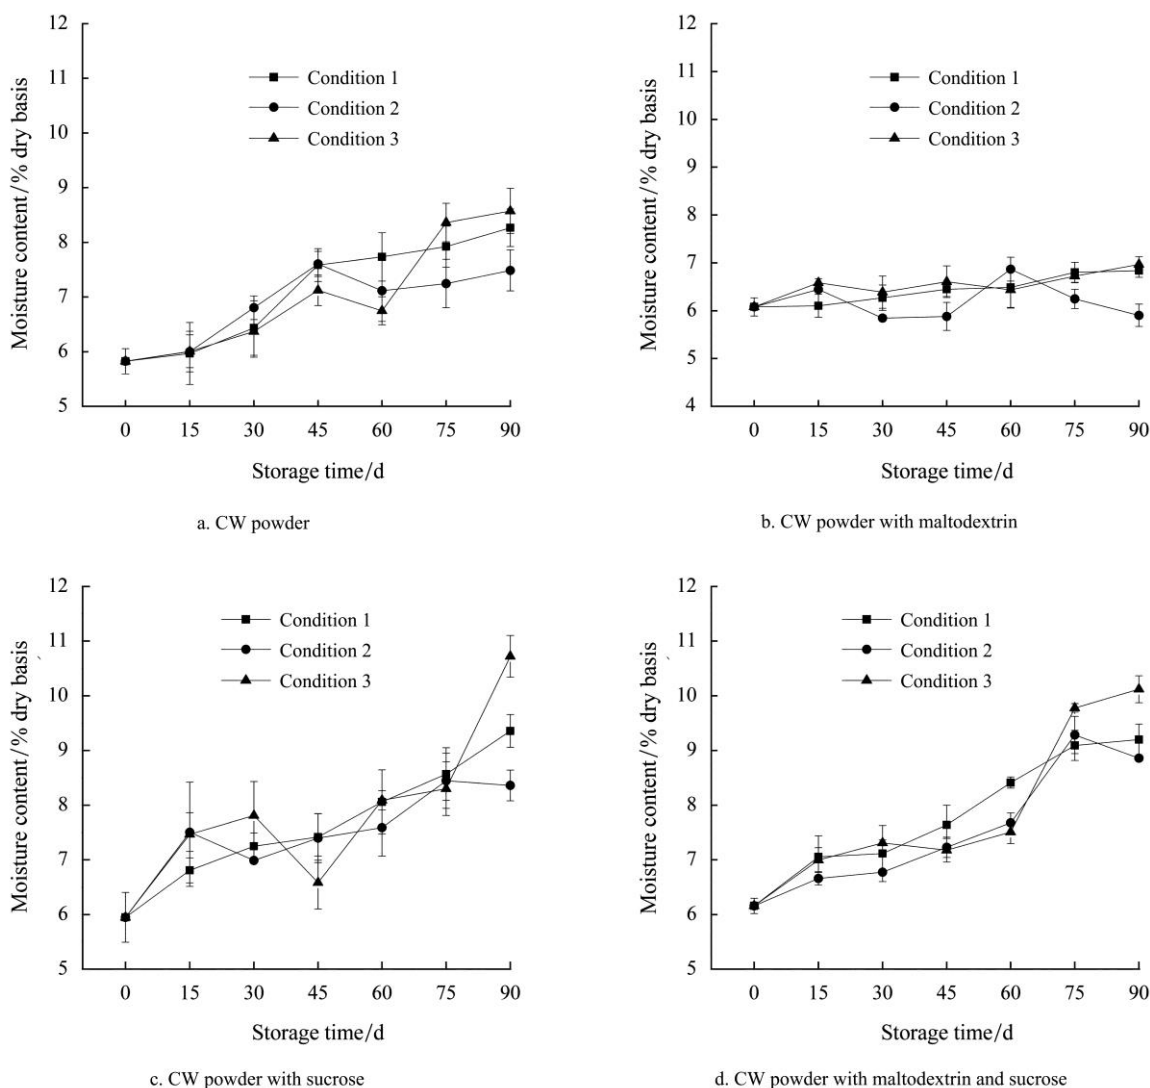 12
11
10
9
8
7
6
5
Moisture content/% dry basis
Condition 1
Condition 2
Condition 3
0 15 30 45 60 75 90
Storage time/d
a. CW powder
12
11
10
9
8
7
6
5
4
Moisture content/% dry basis
Condition 1
Condition 2
Condition 3
0 15 30 45 60 75 90
Storage time/d
b. CW powder with maltodextrin
12
11
10
9
8
7
6
5
Moisture content/% dry basis
Condition 1
Condition 2
Condition 3
0 15 30 45 60 75 90
Storage time/d
c. CW powder with sucrose
12
11
10
9
8
7
6
5
Moisture content/% dry basis
Condition 1
Condition 2
Condition 3
0 15 30 45 60 75 90
Storage time/d
d. CW powder with maltodextrin and sucrose